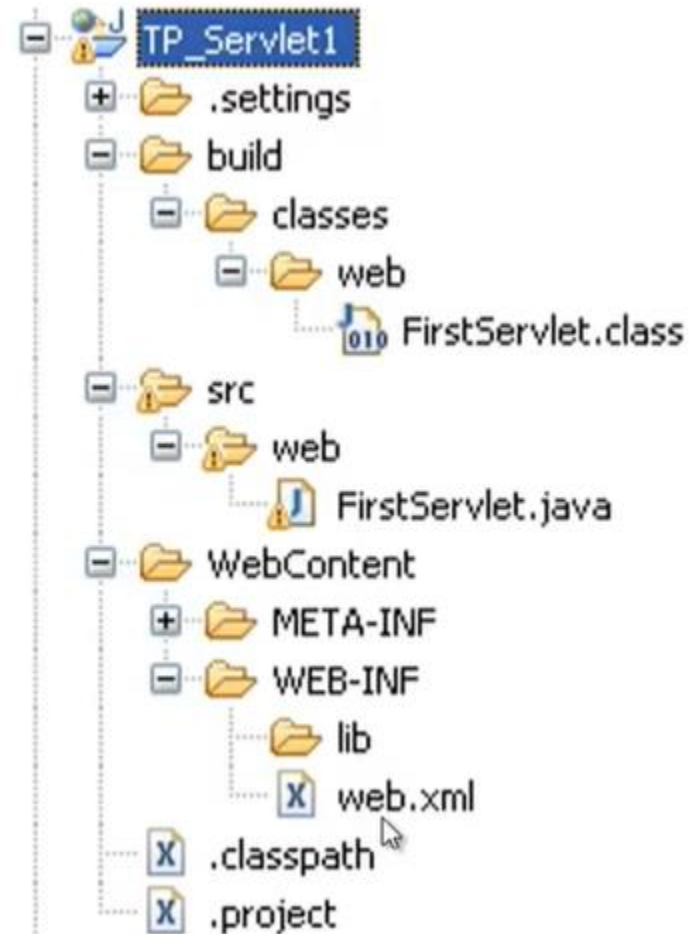 TP_Servlet1
.settings
build
classes
web
FirstServlet.class
src
web
FirstServlet.java
WebContent
META-INF
WEB-INF
lib
web.xml
.classpath
.project